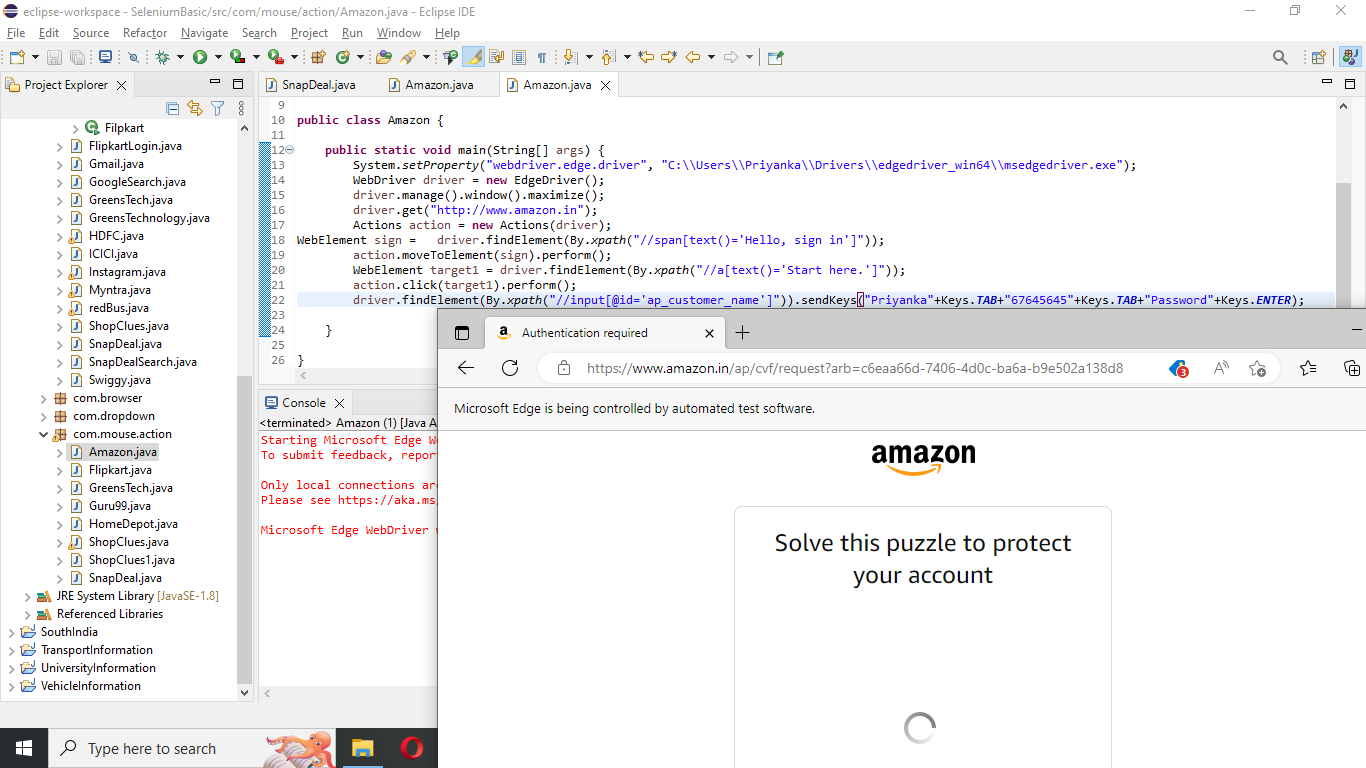 eclipse-workspace - SeleniumBasic/src/com/mouse/action/Amazon.java - Eclipse IDE
File Edit Source Refactor Navigate Search Project Run Window Help
Project Explorer
Filpkart
FlipkartLogin.java
Gmail.java
GoogleSearch.java
GreensTech.java
GreensTechnology.java
HDFC.java
ICICI.java
Instagram.java
Myntra.java
redBus.java
ShopClues.java
SnapDeal.java
SnapDealSearch.java
Swiggy.java
com.browser
com.dropdown
com.mouse.action
Amazon.java
Flipkart.java
GreensTech.java
Guru99.java
HomeDepot.java
ShopClues.java
ShopClues1.java
SnapDeal.java
JRE System Library [JavaSE-1.8]
Referenced Libraries
SouthIndia
TransportInformation
UniversityInformation
VehicleInformation
SnapDeal.java Amazon.java Amazon.java
9
10 public class Amazon {
11
12 public static void main(String[] args) {
13 System.setProperty("webdriver.edge.driver", "C:\\Users\\Priyanka\\Drivers\\edgedriver_win64\\msedgedriver.exe");
14 WebDriver driver = new EdgeDriver();
15 driver.manage().window().maximize();
16 driver.get("http://www.amazon.in");
17 Actions action = new Actions(driver);
18 WebElement sign = driver.findElement(By.xpath("//span[text()='Hello, sign in']"));
19 action.moveToElement(sign).perform();
20 WebElement target1 = driver.findElement(By.xpath("//a[text()='Start here.']"));
21 action.click(target1).perform();
22 driver.findElement(By.xpath("//input[@id='ap_customer_name']")).sendKeys("Priyanka"+Keys.TAB+"67645645"+Keys.TAB+"Password"+Keys.ENTER);
23
24 }
25
26 }
Console
<terminated> Amazon (1) [Java A
Starting Microsoft Edge W
To submit feedback, repor
Only local connections ar
Please see https://aka.ms
Microsoft Edge WebDriver
Authentication required
https://www.amazon.in/ap/cvf/request?arb=c6eaa66d-7406-4d0c-ba6a-b9e502a138d8
3
Microsoft Edge is being controlled by automated test software.
amazon
Solve this puzzle to protect
your account
Type here to search